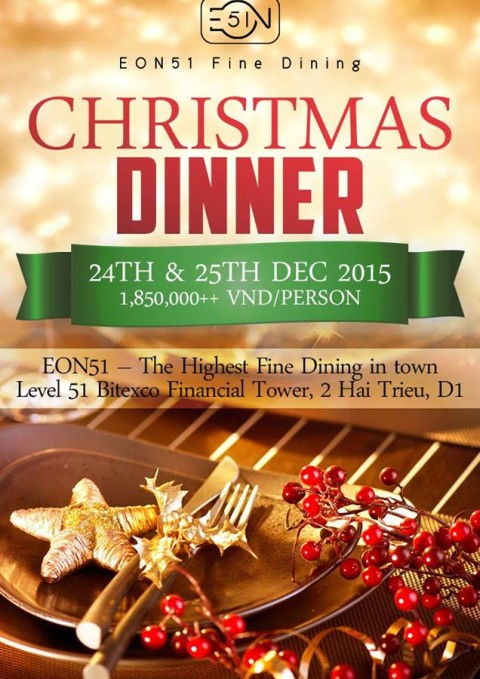 EON51
EON51 Fine Dining
CHRISTMAS
DINNER
24TH & 25TH DEC 2015
1,850,000++ VND/PERSON
EON51 – The Highest Fine Dining in town
Level 51 Bitexco Financial Tower, 2 Hai Trieu, D1